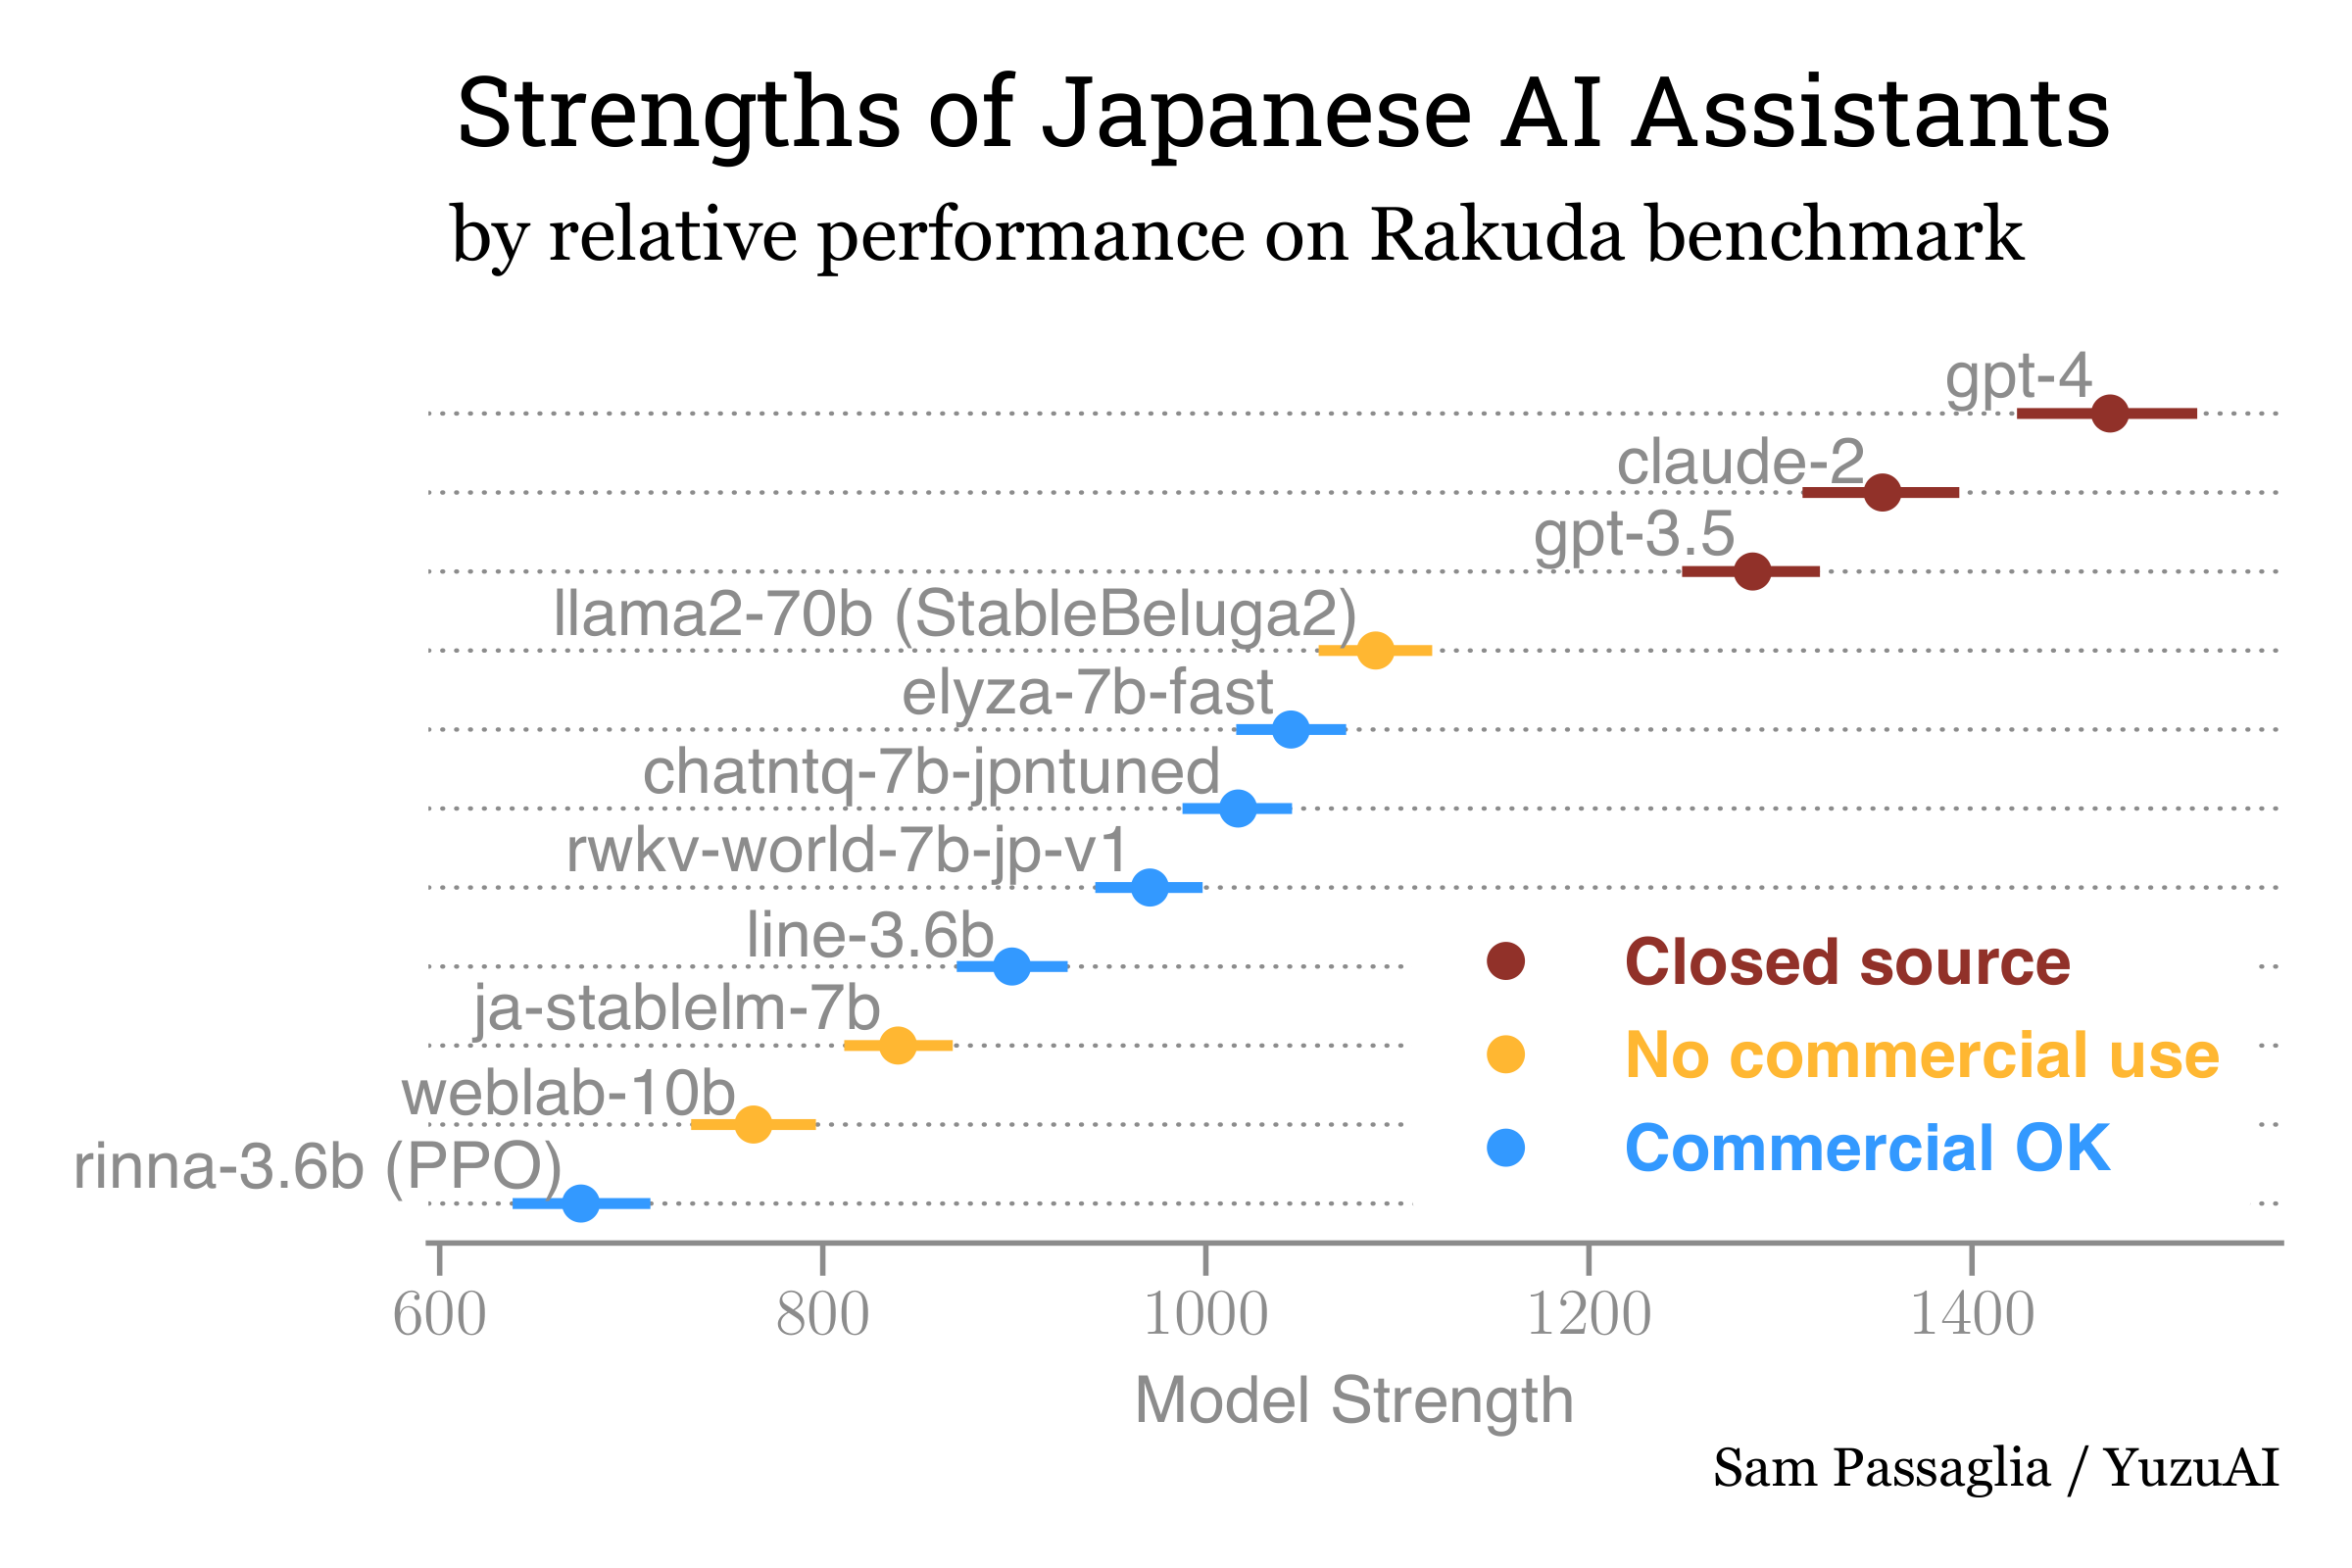 Strengths of Japanese AI Assistants
by relative performance on Rakuda benchmark
gpt-4
claude-2
gpt-3.5
llama2-70b (StableBeluga2)
elyza-7b-fast
chatntq-7b-jpntuned
rwkv-world-7b-jp-v1
line-3.6b
ja-stablelm-7b
weblab-10b
rinna-3.6b (PPO)
Closed source
No commercial use
Commercial OK
600 800 1000 1200 1400
Model Strength
Sam Passaglia / YuzuAI